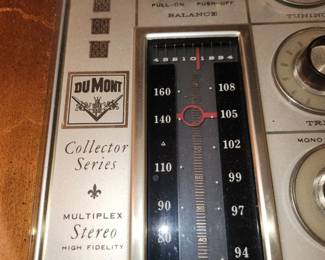 PULL-ON PUSH-OFF
BALANCE
TUNING
DUMONT
Collector
Series
MULTIPLEX
Stereo
HIGH FIDELITY
160 108
140 105
110 102
90 97
80 94
MONO